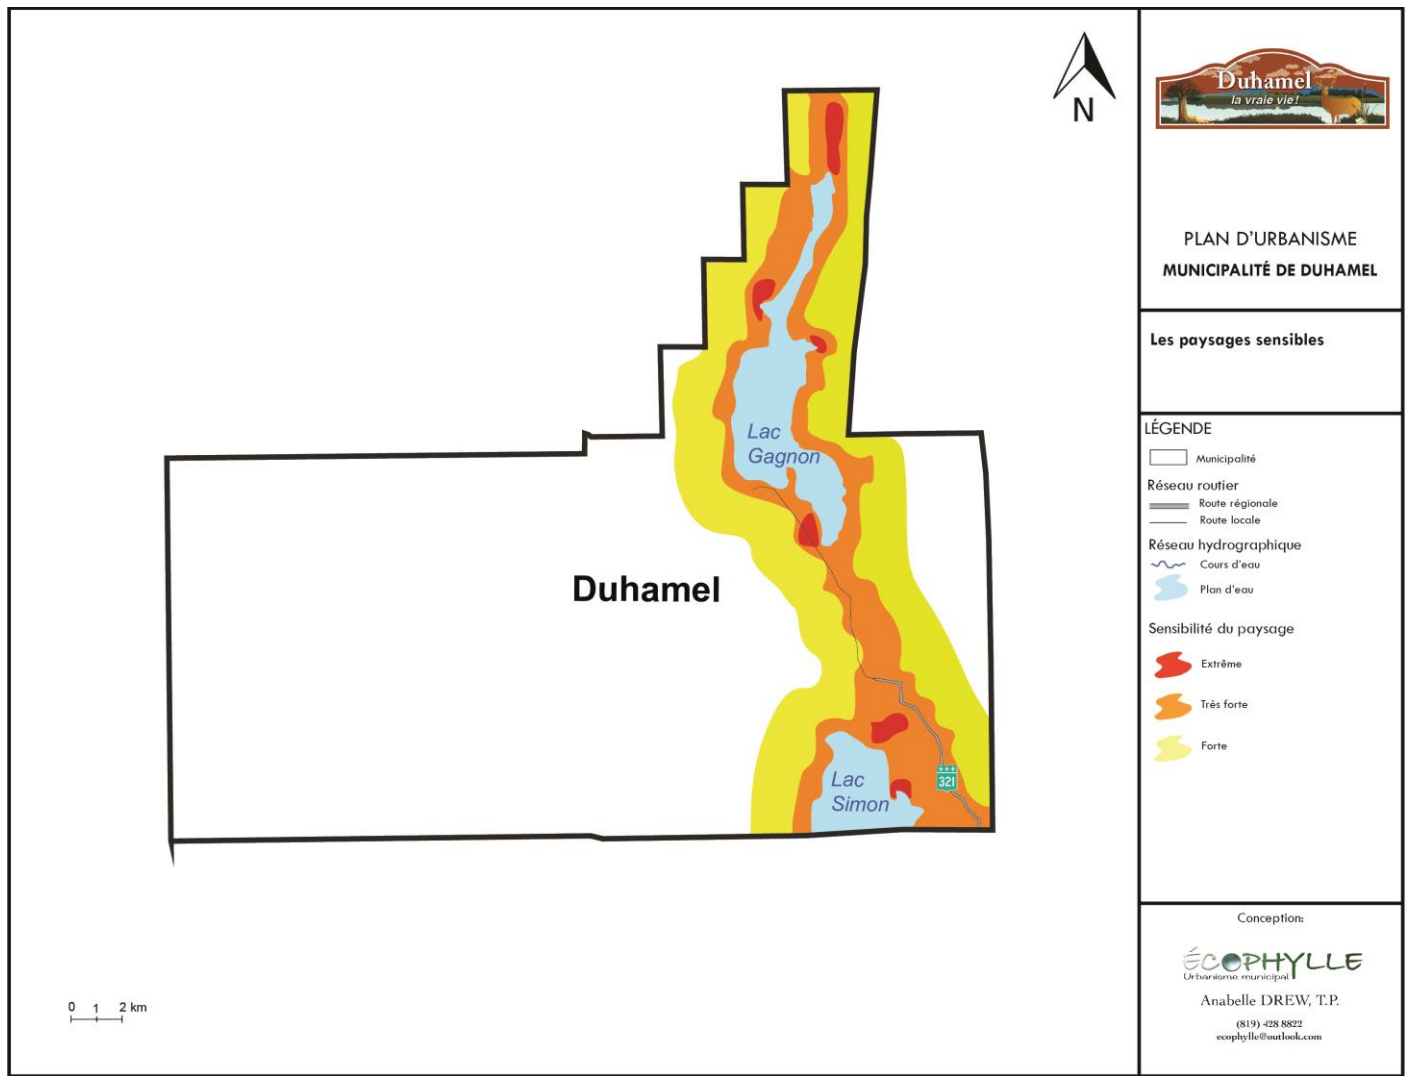 N
Lac
Gagnon
Duhamel
Lac
Simon
321
0 1 2 km
Duhamel
la vraie vie!
PLAN D'URBANISME
MUNICIPALITÉ DE DUHAMEL
Les paysages sensibles
LÉGENDE
Municipalité
Réseau routier
Route régionale
Route locale
Réseau hydrographique
Cours d'eau
Plan d'eau
Sensibilité du paysage
Extrême
Très forte
Forte
Conception:
ÉCOPHYLLE
Urbanisme municipal
Anabelle DREW, T.P.
(819) 428 8822
ecophylle@outlook.com